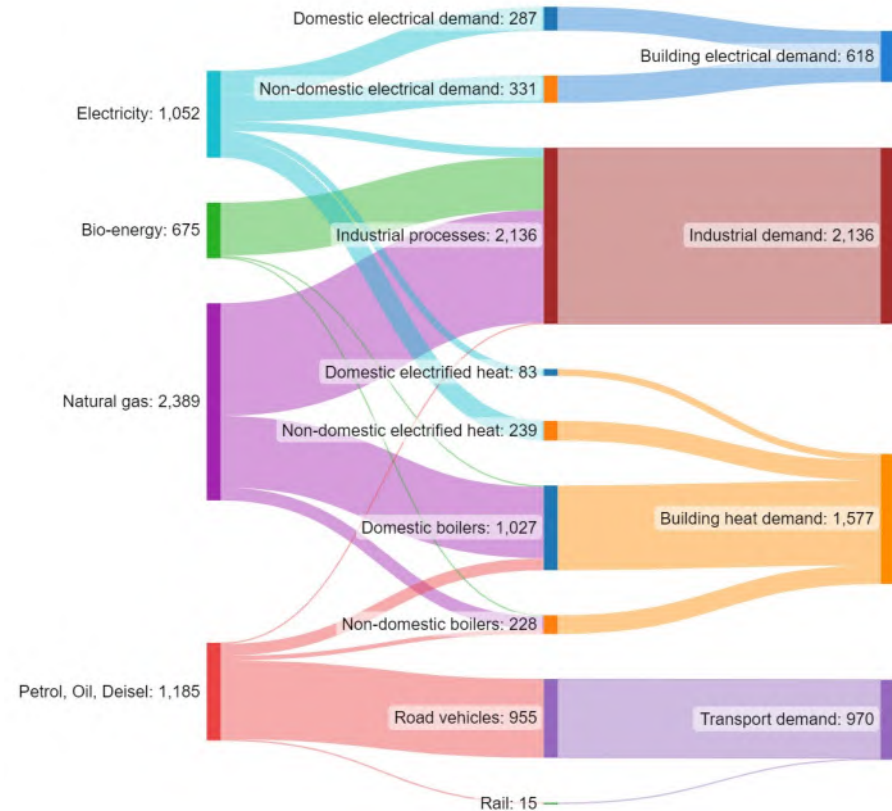 Domestic electrical demand: 287
Building electrical demand: 618
Non-domestic electrical demand: 331
Electricity: 1,052
Bio-energy: 675
Industrial processes: 2,136
Industrial demand: 2,136
Domestic electrified heat: 83
Natural gas: 2,389
Non-domestic electrified heat: 239
Building heat demand: 1,577
Domestic boilers: 1,027
Non-domestic boilers: 228
Petrol, Oil, Deisel: 1,185
Road vehicles: 955
Transport demand: 970
Rail: 15